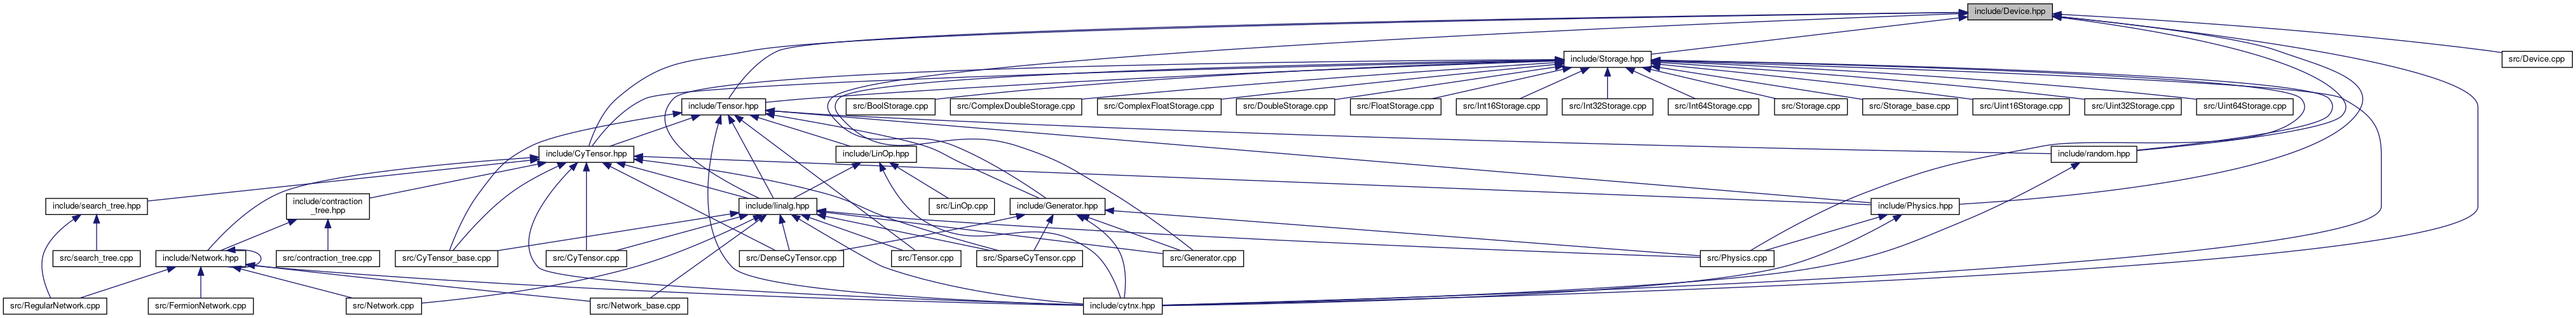 include/Device.hpp
include/Storage.hpp
src/Device.cpp
include/Tensor.hpp
src/BoolStorage.cpp
src/ComplexDoubleStorage.cpp
src/ComplexFloatStorage.cpp
src/DoubleStorage.cpp
src/FloatStorage.cpp
src/Int16Storage.cpp
src/Int32Storage.cpp
src/Int64Storage.cpp
src/Storage.cpp
src/Storage_base.cpp
src/Uint16Storage.cpp
src/Uint32Storage.cpp
src/Uint64Storage.cpp
include/CyTensor.hpp
include/LinOp.hpp
include/random.hpp
include/search_tree.hpp
include/contraction
_tree.hpp
include/linalg.hpp
src/LinOp.cpp
include/Generator.hpp
include/Physics.hpp
src/search_tree.cpp
include/Network.hpp
src/contraction_tree.cpp
src/CyTensor_base.cpp
src/CyTensor.cpp
src/DenseCyTensor.cpp
src/Tensor.cpp
src/SparseCyTensor.cpp
src/Generator.cpp
src/Physics.cpp
src/RegularNetwork.cpp
src/FermionNetwork.cpp
src/Network.cpp
src/Network_base.cpp
include/cytnx.hpp